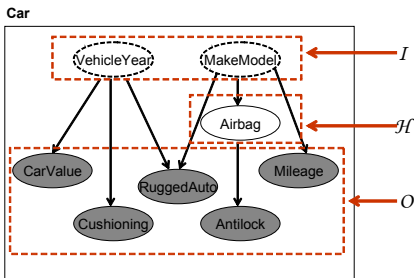 Car
VehicleYear
MakeModel
I
Airbag
H
CarValue
RuggedAuto
Mileage
Cushioning
Antilock
O